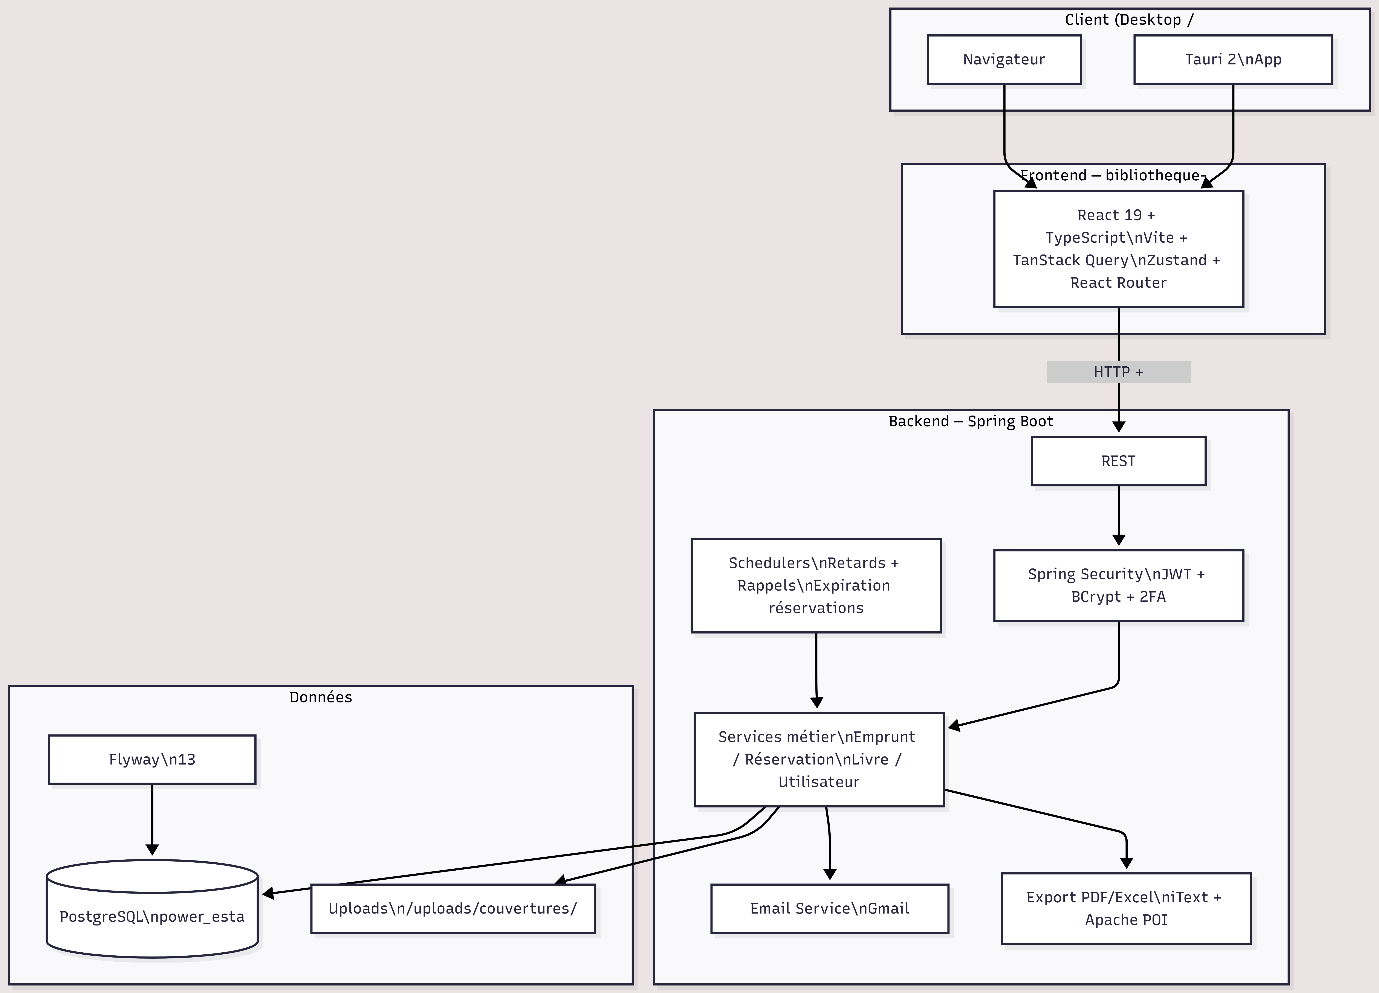 Client (Desktop /
Navigateur
Tauri 2\nApp
Frontend — bibliotheque-
React 19 +
TypeScript\nVite +
TanStack Query\nZustand +
React Router
HTTP +
Backend — Spring Boot
REST
Schedulers\nRetards +
Rappels\nExpiration
réservations
Spring Security\nJWT +
BCrypt + 2FA
Données
Flyway\n13
Services métier\nEmprunt
/ Réservation\nLivre /
Utilisateur
PostgreSQL\npower_esta
Uploads\n/uploads/couvertures/
Email Service\nGmail
Export PDF/Excel\niText +
Apache POI